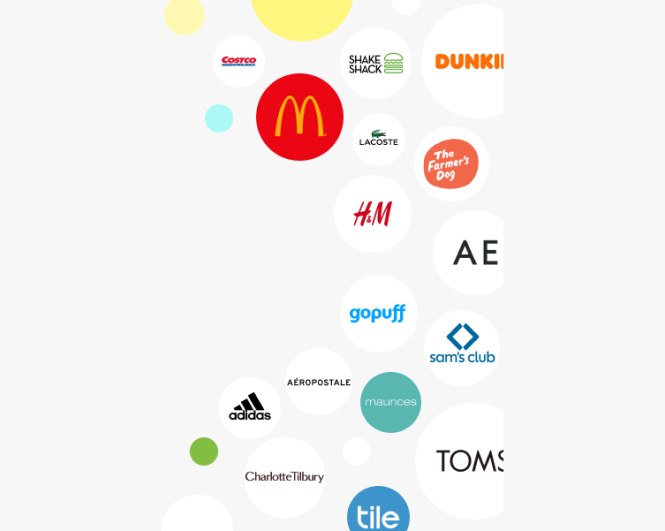 COSTCO
SHAKE
SHACK
DUNKI
M
LACOSTE
The
Farmer's
Dog
H&M
AE
gopuff
sam's club
AÉROPOSTALE
adidas
maurices
TOMS
CharlotteTilbury
tile